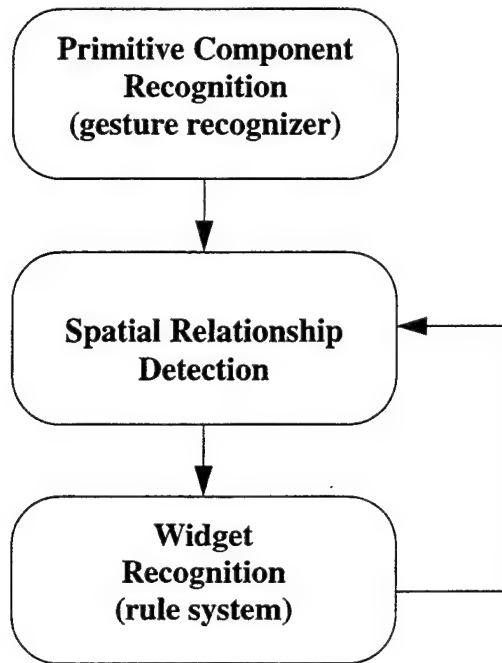 Primitive Component
Recognition
(gesture recognizer)
Spatial Relationship
Detection
Widget
Recognition
(rule system)